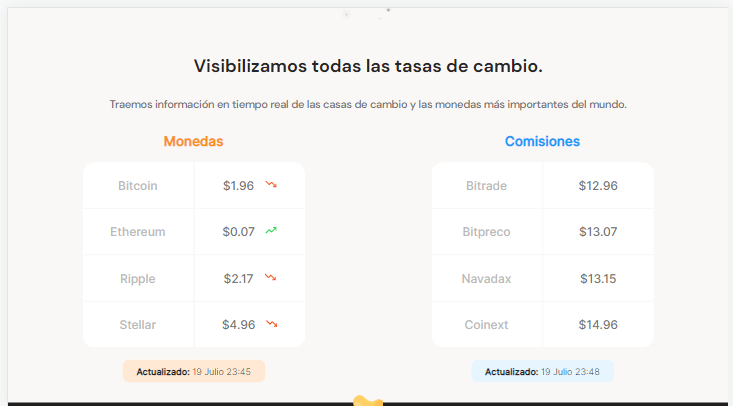 Visibilizamos todas las tasas de cambio.
Traemos información en tiempo real de las casas de cambio y las monedas más importantes del mundo.
Monedas
Bitcoin $1.96
Ethereum $0.07
Ripple $2.17
Stellar $4.96
Actualizado: 19 Julio 23:45
Comisiones
Bitrade $12.96
Bitpreco $13.07
Navadax $13.15
Coinext $14.96
Actualizado: 19 Julio 23:48